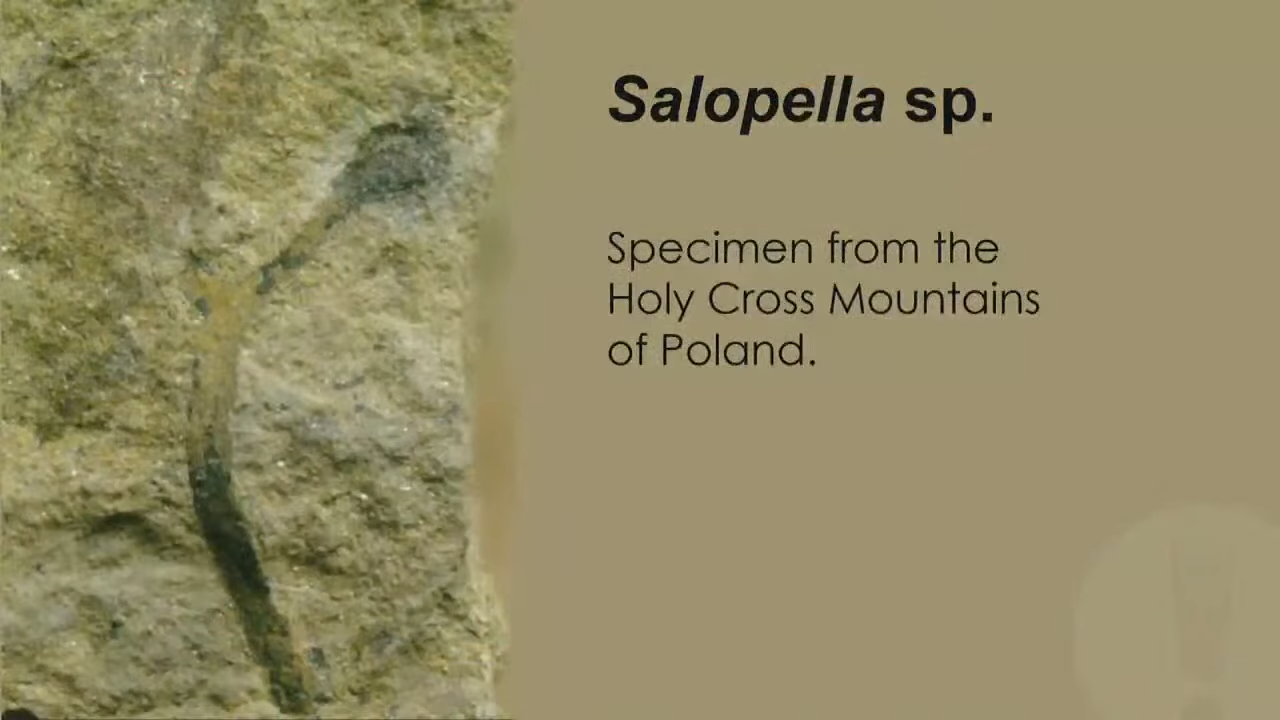 Salopella sp.
Specimen from the
Holy Cross Mountains
of Poland.